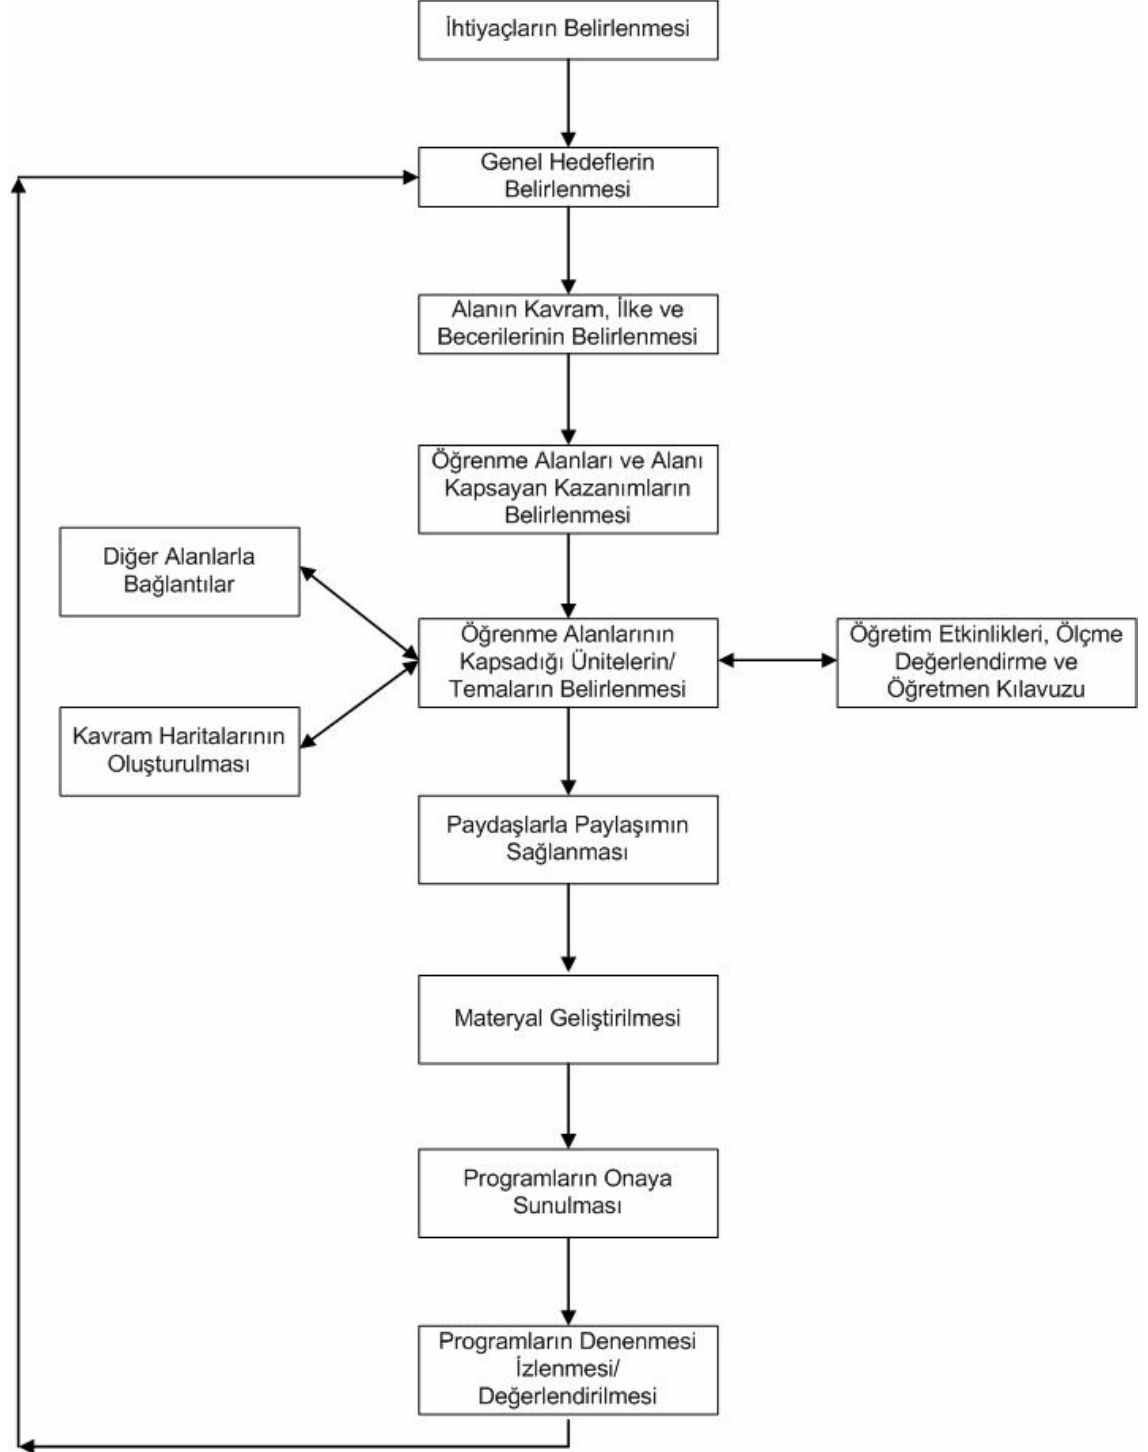 İhtiyaçların Belirlenmesi
Genel Hedeflerin
Belirlenmesi
Alanın Kavram, İlke ve
Becerilerinin Belirlenmesi
Öğrenme Alanları ve Alanı
Kapsayan Kazanımların
Belirlenmesi
Diğer Alanlarla
Bağlantılar
Öğrenme Alanlarının
Kapsadığı Ünitelerin/
Temaların Belirlenmesi
Öğretim Etkinlikleri, Ölçme
Değerlendirme ve
Öğretmen Kılavuzu
Kavram Haritalarının
Oluşturulması
Paydaşlarla Paylaşımın
Sağlanması
Materyal Geliştirilmesi
Programların Onaya
Sunulması
Programların Denenmesi
İzlenmesi/
Değerlendirilmesi